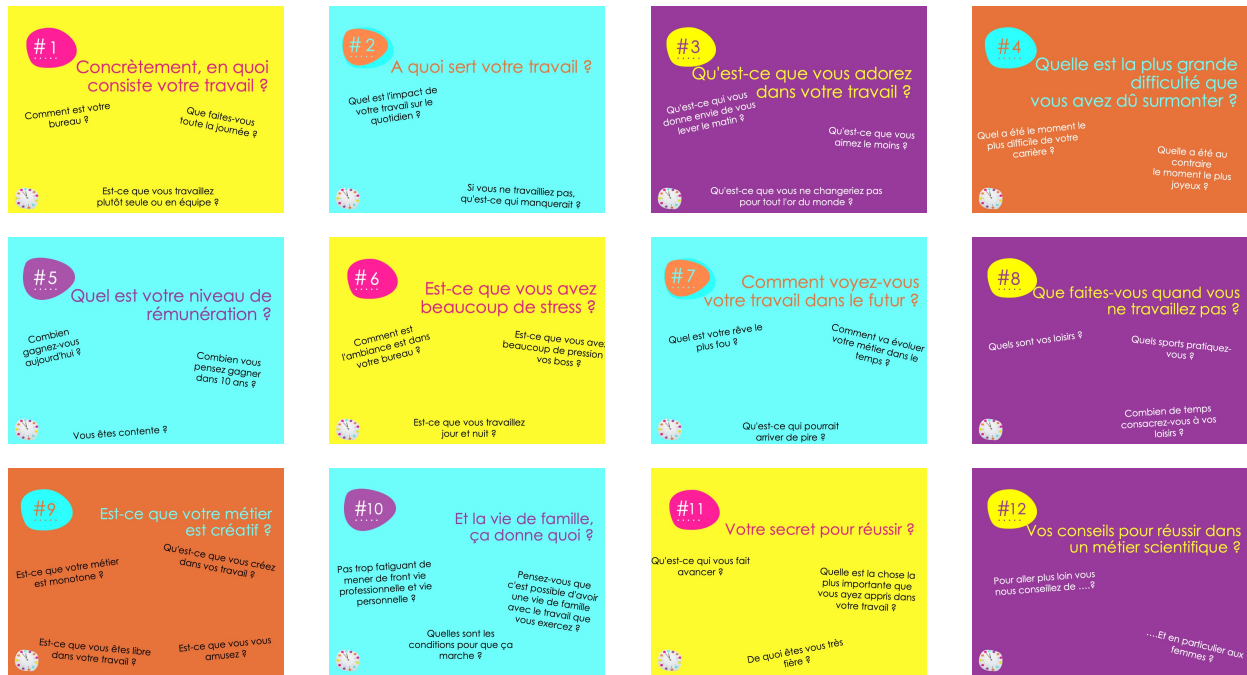 #1
Concrètement, en quoi
consiste votre travail ?
Comment est votre
bureau ?
Que faites-vous
toute la journée ?
Est-ce que vous travaillez
plutôt seule ou en équipe ?
#2
A quoi sert votre travail ?
Quel est l'impact de
votre travail sur le
quotidien ?
Si vous ne travailliez pas,
qu'est-ce qui manquerait ?
#3
Qu'est-ce que vous adorez
dans votre travail ?
Qu'est-ce qui vous
donne envie de vous
lever le matin ?
Qu'est-ce que vous
aimez le moins ?
Qu'est-ce que vous ne changeriez pas
pour tout l'or du monde ?
#4
Quelle est la plus grande
difficulté que
vous avez dû surmonter ?
Quel a été le moment le
plus difficile de votre
carrière ?
Quelle a été au
contraire
le moment le plus
joyeux ?
#5
Quel est votre niveau de
rémunération ?
Combien
gagnez-vous
aujourd'hui ?
Combien vous
pensez gagner
dans 10 ans ?
Vous êtes contente ?
#6
Est-ce que vous avez
beaucoup de stress ?
Comment est
l'ambiance est dans
votre bureau ?
Est-ce que vous ave
beaucoup de pression
vos boss ?
Est-ce que vous travaillez
jour et nuit ?
#7
Comment voyez-vous
votre travail dans le futur ?
Quel est votre rêve le
plus fou ?
Comment va évoluer
votre métier dans le
temps ?
Qu'est-ce qui pourrait
arriver de pire ?
#8
Que faites-vous quand vous
ne travaillez pas ?
Quels sont vos loisirs ?
Quels sports pratiquez-
vous ?
Combien de temps
consacrez-vous à vos
loisirs ?
#9
Est-ce que votre métier
est créatif ?
Est-ce que votre métier
est monotone ?
Qu'est-ce que vous créez
dans vos travail ?
Est-ce que vous êtes libre
dans votre travail ?
Est-ce que vous vous
amusez ?
#10
Et la vie de famille,
ça donne quoi ?
Pas trop fatiguant de
mener de front vie
professionnelle et vie
personnelle ?
Pensez-vous que
c'est possible d'avoir
une vie de famille
avec le travail que
vous exercez ?
Quelles sont les
conditions pour que ça
marche ?
#11
Votre secret pour réussir ?
Qu'est-ce qui vous fait
avancer ?
Quelle est la chose la
plus importante que
vous ayez appris dans
votre travail ?
De quoi êtes vous très
fière ?
#12
Vos conseils pour réussir dans
un métier scientifique ?
Pour aller plus loin vous
nous conseillez de ....?
....Et en particulier aux
femmes ?